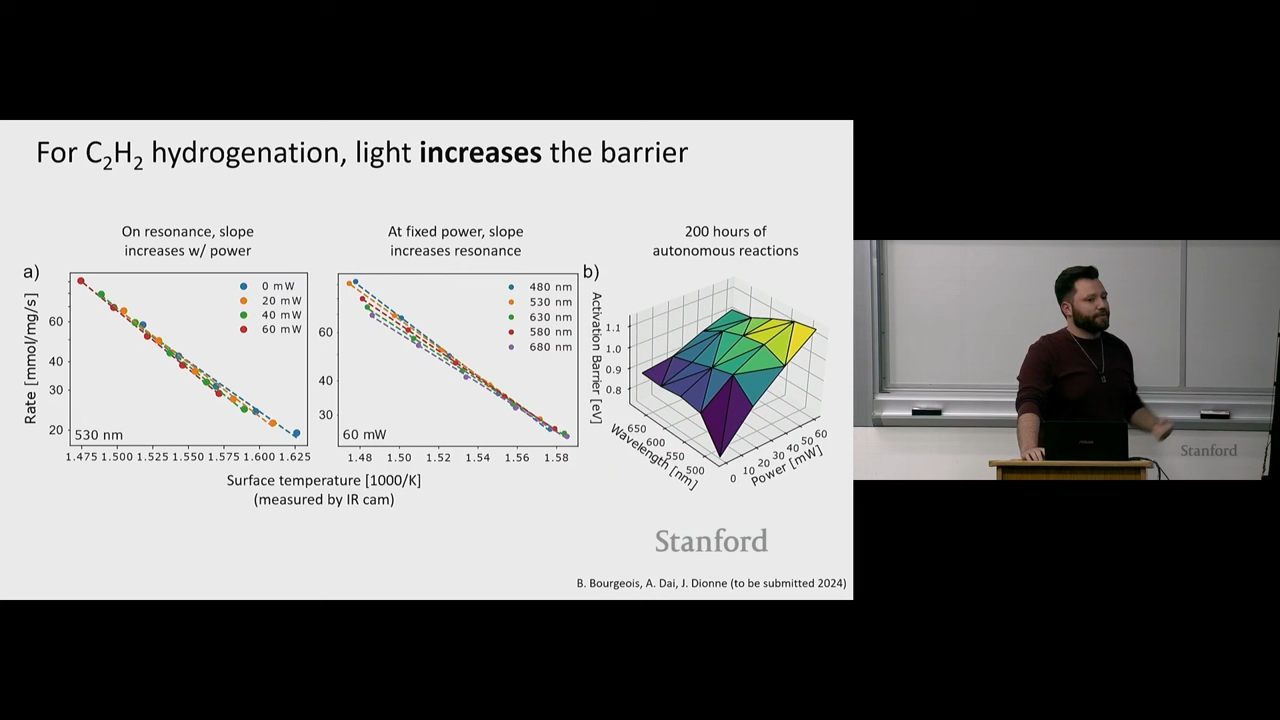 For C₂H₂ hydrogenation, light increases the barrier
On resonance, slope
increases w/ power
At fixed power, slope
increases resonance
200 hours of
autonomous reactions
a)
Rate [mmol/mg/s]
60
40
30
20
0 mW
20 mW
40 mW
60 mW
530 nm
1.475 1.500 1.525 1.550 1.575 1.600 1.625
60
40
30
480 nm
530 nm
630 nm
580 nm
680 nm
60 mW
1.48 1.50 1.52 1.54 1.56 1.58
Surface temperature [1000/K]
(measured by IR cam)
b)
Activation Barrier [eV]
1.1
1.0
0.9
0.8
Wavelength [nm]
650
600
550
500
0 10 20 30 40 50 60
Power [mW]
Stanford
B. Bourgeois, A. Dai, J. Dionne (to be submitted 2024)
Stanford